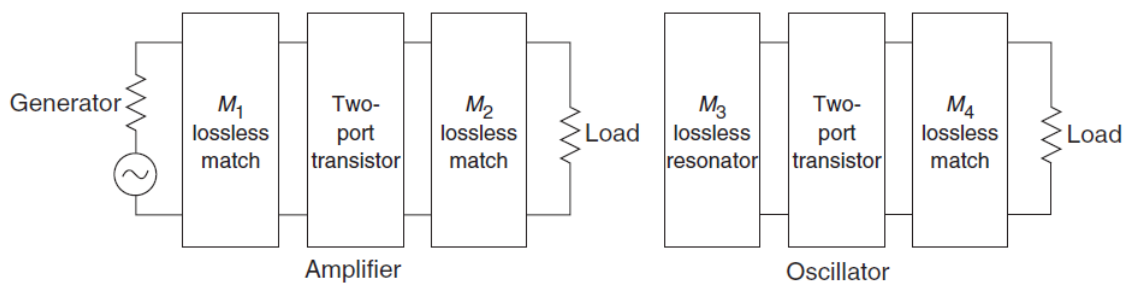 Generator
M1
lossless
match
Two-
port
transistor
M2
lossless
match
Load
Amplifier
M3
lossless
resonator
Two-
port
transistor
M4
lossless
match
Load
Oscillator